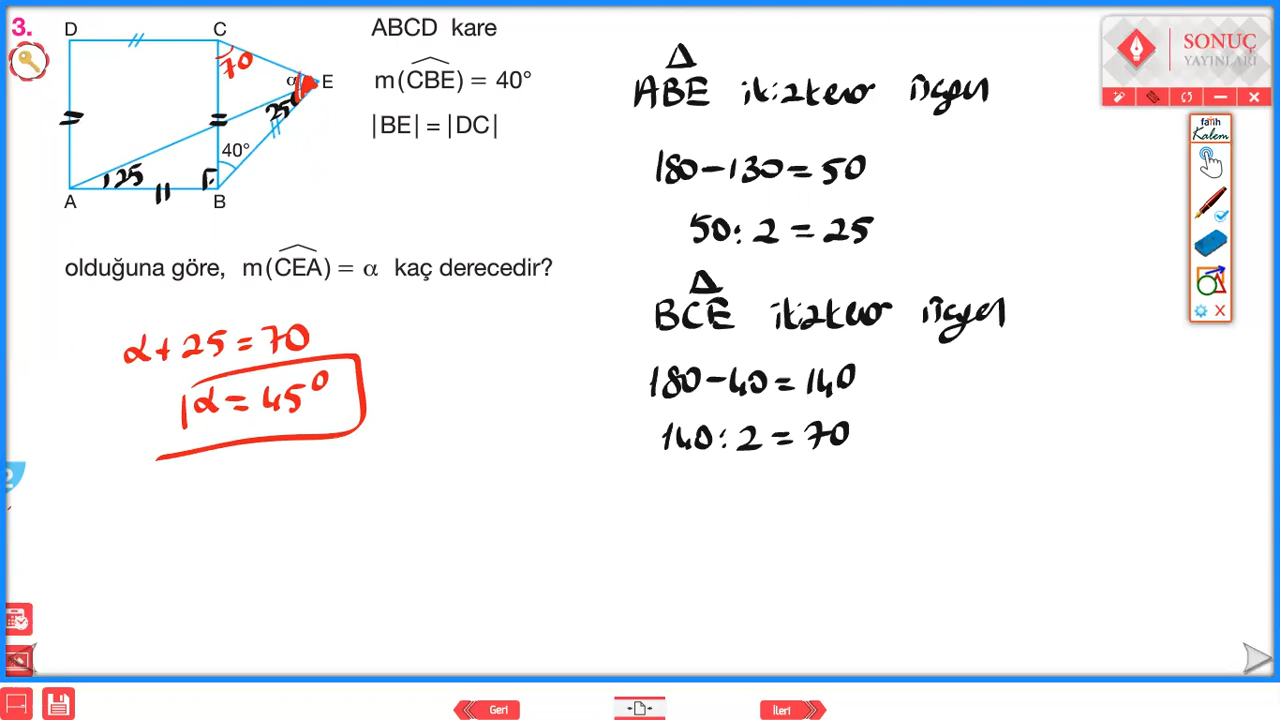 3.
D
C
70
α
E
25
40°
25
A
B
ABCD kare
m(CBE) = 40°
|BE| = |DC|
olduğuna göre, m(CEA) = α kaç derecedir?
α + 25 = 70
α = 45°
Δ
ABE ikizkenar üçgen
180 - 130 = 50
50 : 2 = 25
Δ
BCE ikizkenar üçgen
180 - 40 = 140
140 : 2 = 70
SONUÇ
YAYINLARI
fatih
Kalem
2
Geri
İleri